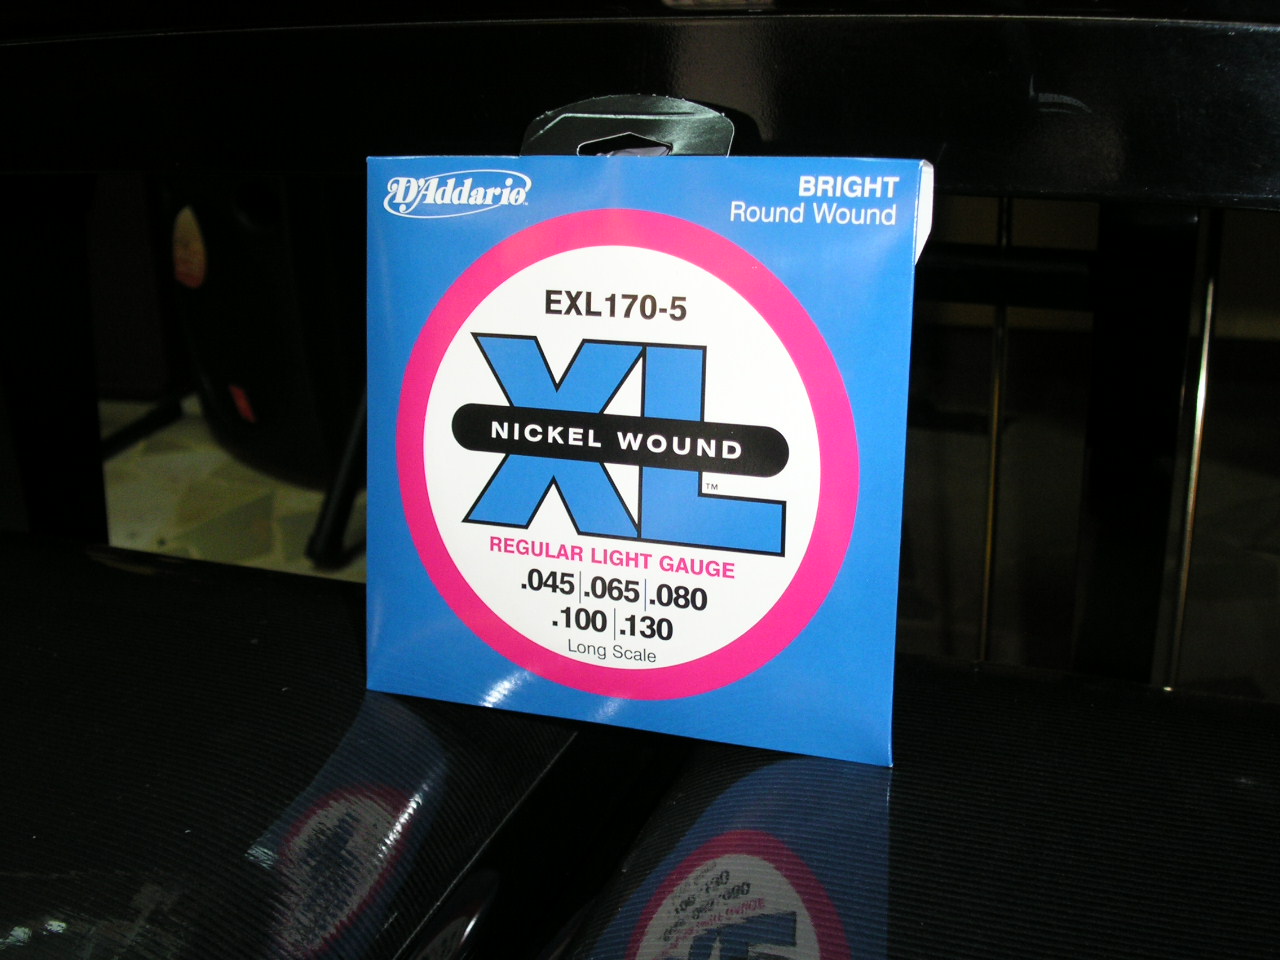 D'Addario
BRIGHT
Round Wound
EXL170-5
XL
NICKEL WOUND
™
REGULAR LIGHT GAUGE
.045 .065 .080
.100 .130
Long Scale